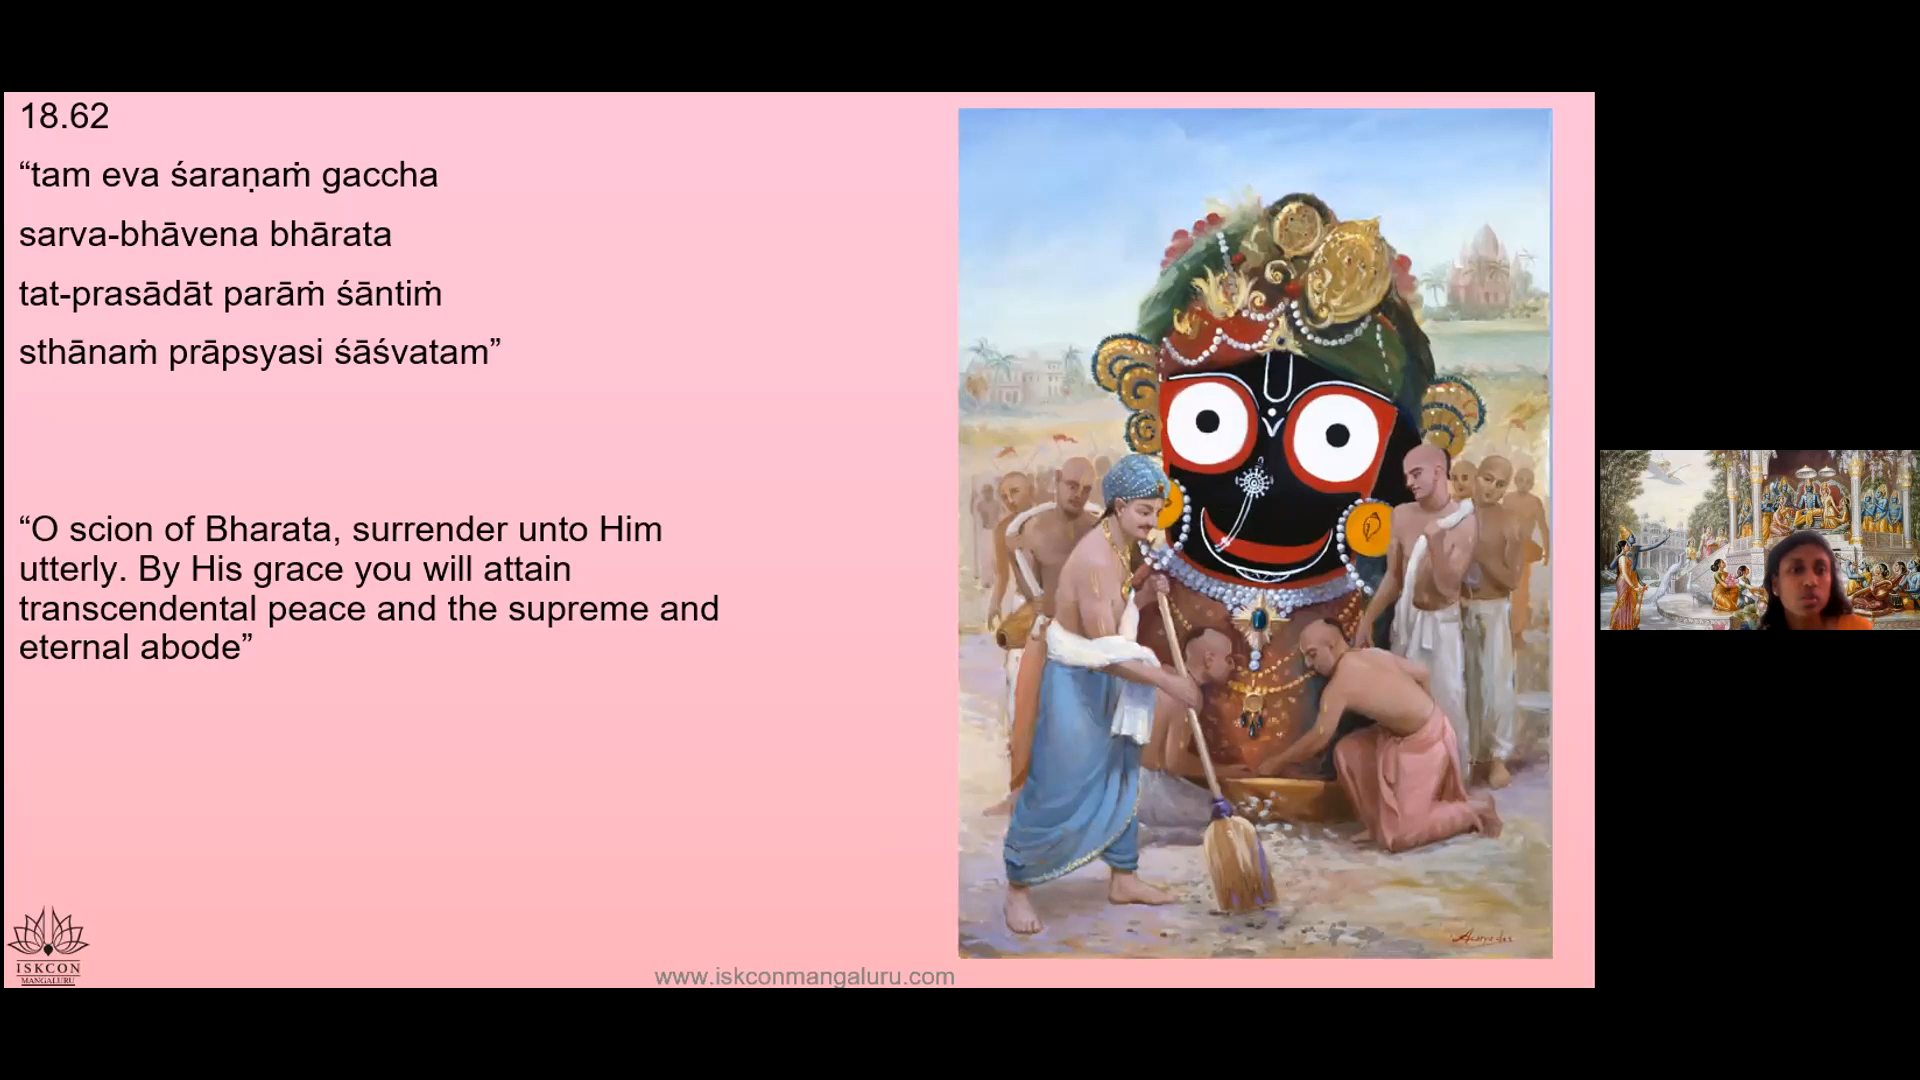 18.62
“tam eva śaraṇaṁ gaccha
sarva-bhāvena bhārata
tat-prasādāt parāṁ śāntiṁ
sthānaṁ prāpsyasi śāśvatam”
“O scion of Bharata, surrender unto Him
utterly. By His grace you will attain
transcendental peace and the supreme and
eternal abode”
ISKCON
MANGALURU
www.iskconmangaluru.com